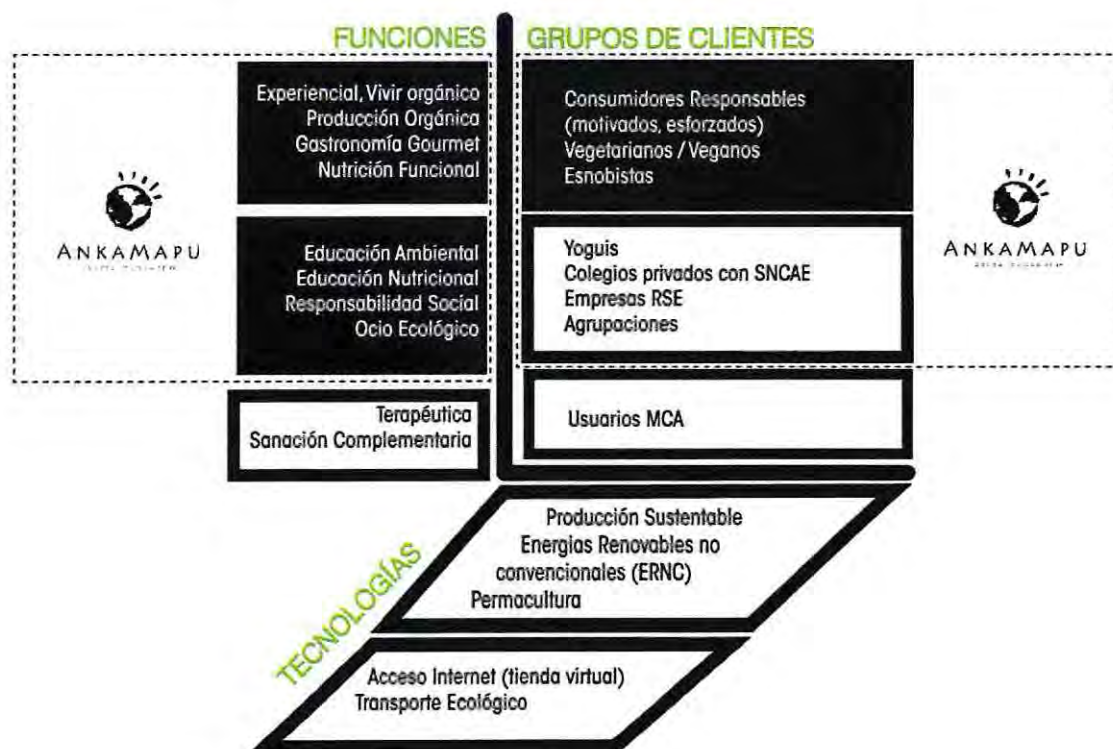 FUNCIONES
GRUPOS DE CLIENTES
Experiencial, Vivir orgánico
Producción Orgánica
Gastronomía Gourmet
Nutrición Funcional
Consumidores Responsables
(motivados, esforzados)
Vegetarianos / Veganos
Esnobistas
ANKAMAPU
Educación Ambiental
Educación Nutricional
Responsabilidad Social
Ocio Ecológico
Yoguis
Colegios privados con SNCAE
Empresas RSE
Agrupaciones
ANKAMAPU
Terapéutica
Sanación Complementaria
Usuarios MCA
TECNOLOGÍAS
Producción Sustentable
Energias Renovables no
convencionales (ERNC)
Permacultura
Acceso Internet (tienda virtual)
Transporte Ecológico